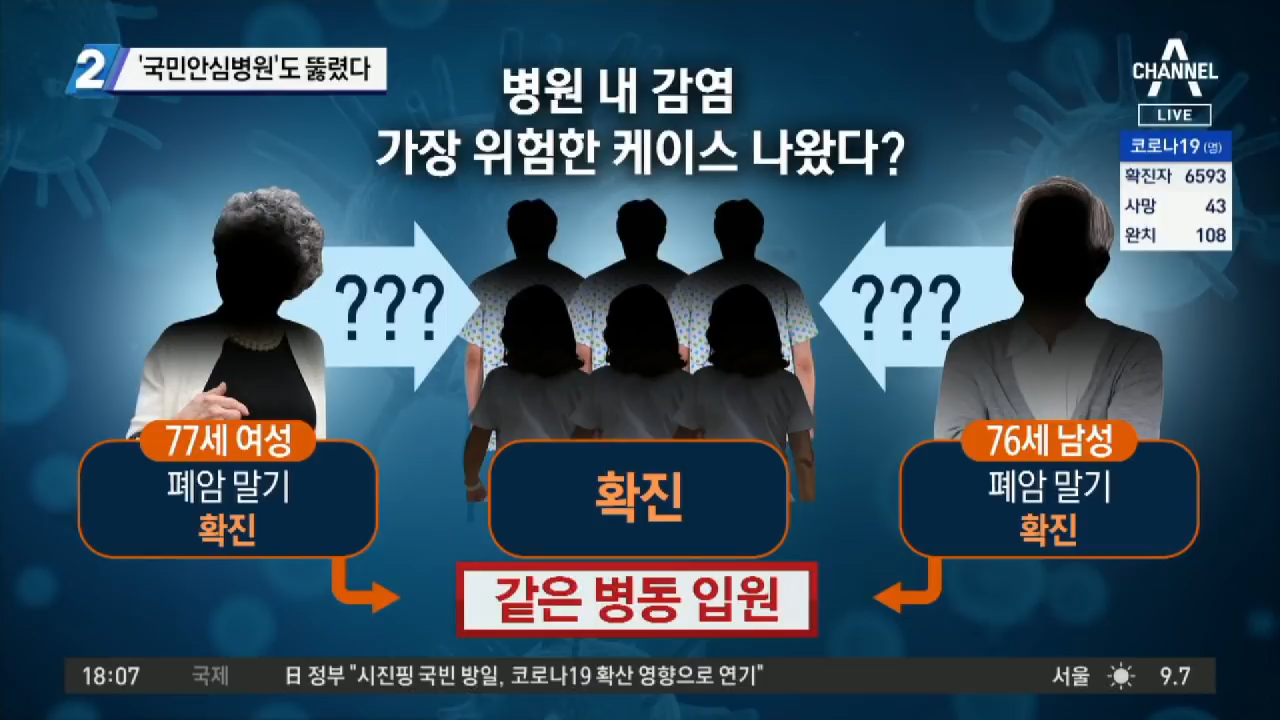 2 '국민안심병원'도 뚫렸다
CHANNEL A
LIVE
병원 내 감염
가장 위험한 케이스 나왔다?
코로나19 (명)
확진자 6593
사망 43
완치 108
???
???
77세 여성
폐암 말기
확진
확진
76세 남성
폐암 말기
확진
같은 병동 입원
18:07 국제 日 정부 "시진핑 국빈 방일, 코로나19 확산 영향으로 연기" 서울 9.7